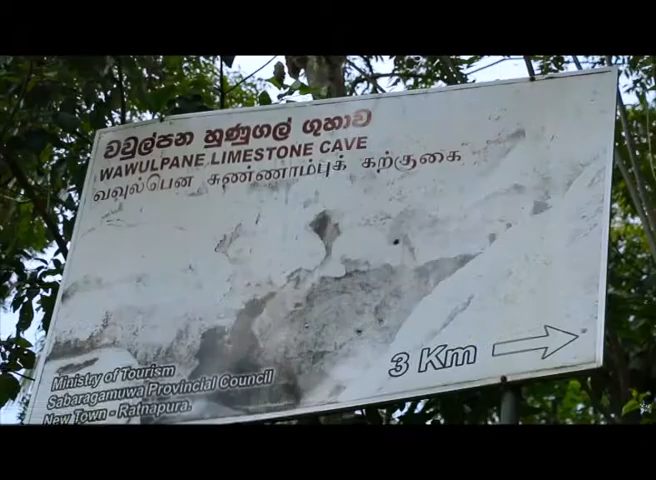 වවුල්පනේ හුණුගල් ගුහාව
WAWULPANE LIMESTONE CAVE
வவுல்பென சுண்ணாம்புக் கற்குகை
3 Km
Ministry of Tourism
Sabaragamuwa Provincial Council
New Town - Ratnapura.